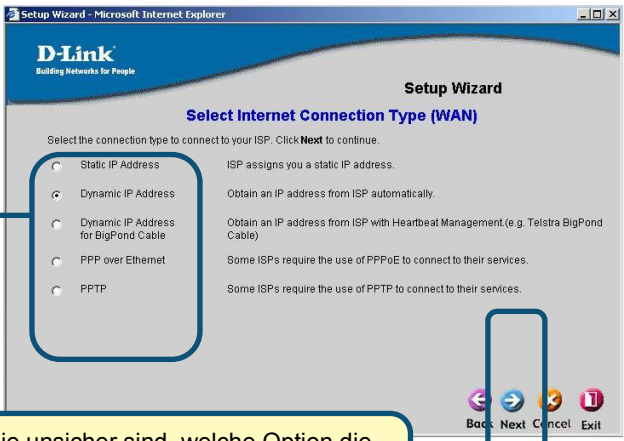 Setup Wizard - Microsoft Internet Explorer
D-Link
Building Networks for People
Setup Wizard
Select Internet Connection Type (WAN)
Select the connection type to connect to your ISP. Click Next to continue.
Static IP Address ISP assigns you a static IP address.
Dynamic IP Address Obtain an IP address from ISP automatically.
Dynamic IP Address Obtain an IP address from ISP with Heartbeat Management.(e.g. Telstra BigPond
for BigPond Cable Cable)
PPP over Ethernet Some ISPs require the use of PPPoE to connect to their services.
PPTP Some ISPs require the use of PPTP to connect to their services.
Back Next Cancel Exit
ie unsicher sind, welche Option die